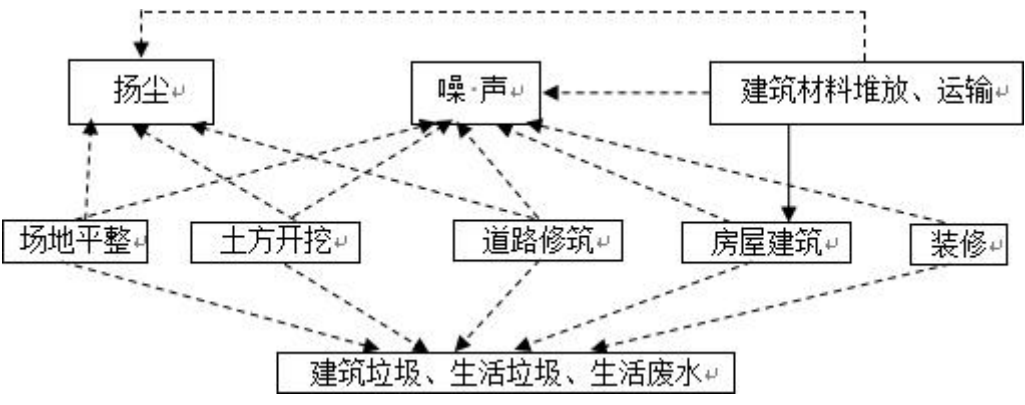 扬尘
噪·声
建筑材料堆放、运输
场地平整
土方开挖
道路修筑
房屋建筑
装修
建筑垃圾、生活垃圾、生活废水